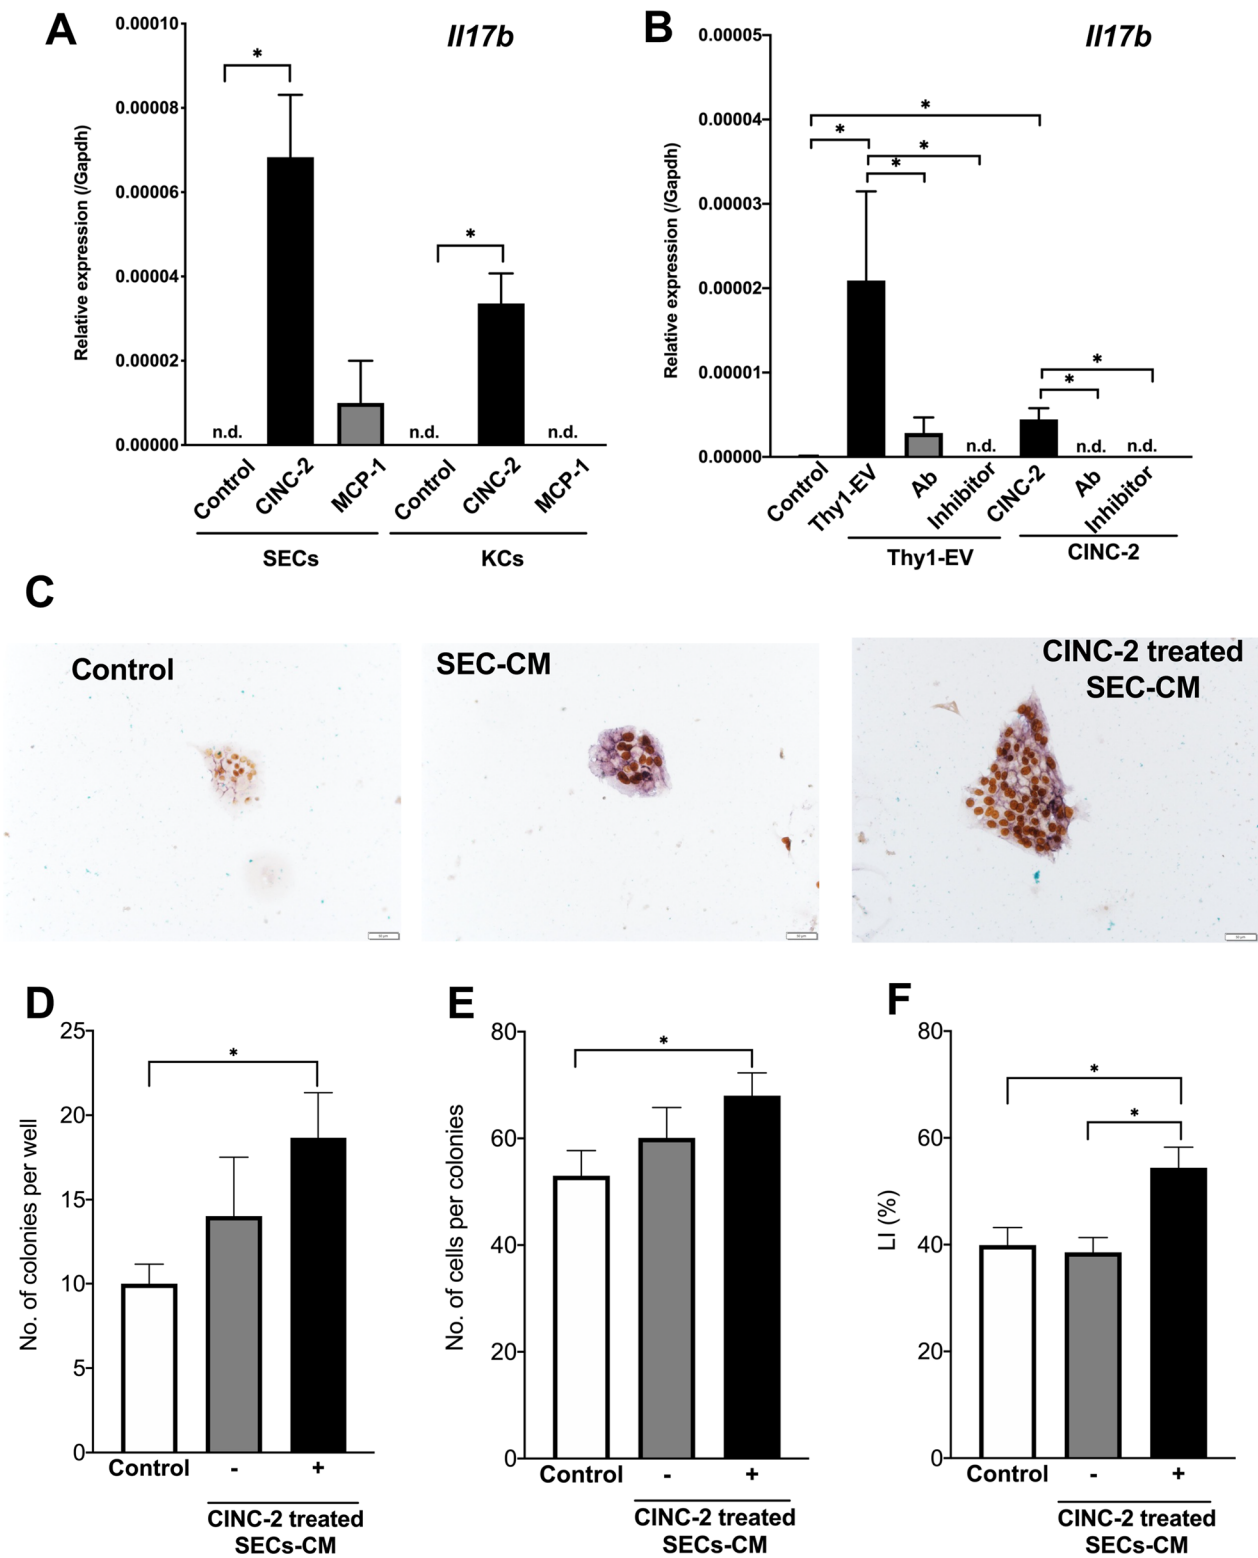 A
Il17b
Relative expression (/Gapdh)
0.00010
0.00008
0.00006
0.00004
0.00002
0.00000
*
*
n.d.
n.d.
n.d.
Control
CINC-2
MCP-1
Control
CINC-2
MCP-1
SECs
KCs
B
Il17b
Relative expression (/Gapdh)
0.00005
0.00004
0.00003
0.00002
0.00001
0.00000
*
*
*
*
*
*
n.d.
n.d.
n.d.
Control
Thy1-EV
Ab
Inhibitor
CINC-2
Ab
Inhibitor
Thy1-EV
CINC-2
C
Control
SEC-CM
CINC-2 treated
SEC-CM
D
No. of colonies per well
25
20
15
10
5
0
*
Control
-
+
CINC-2 treated
SECs-CM
E
No. of cells per colonies
80
60
40
20
0
*
Control
-
+
CINC-2 treated
SECs-CM
F
LI (%)
80
60
40
20
0
*
*
Control
-
+
CINC-2 treated
SECs-CM